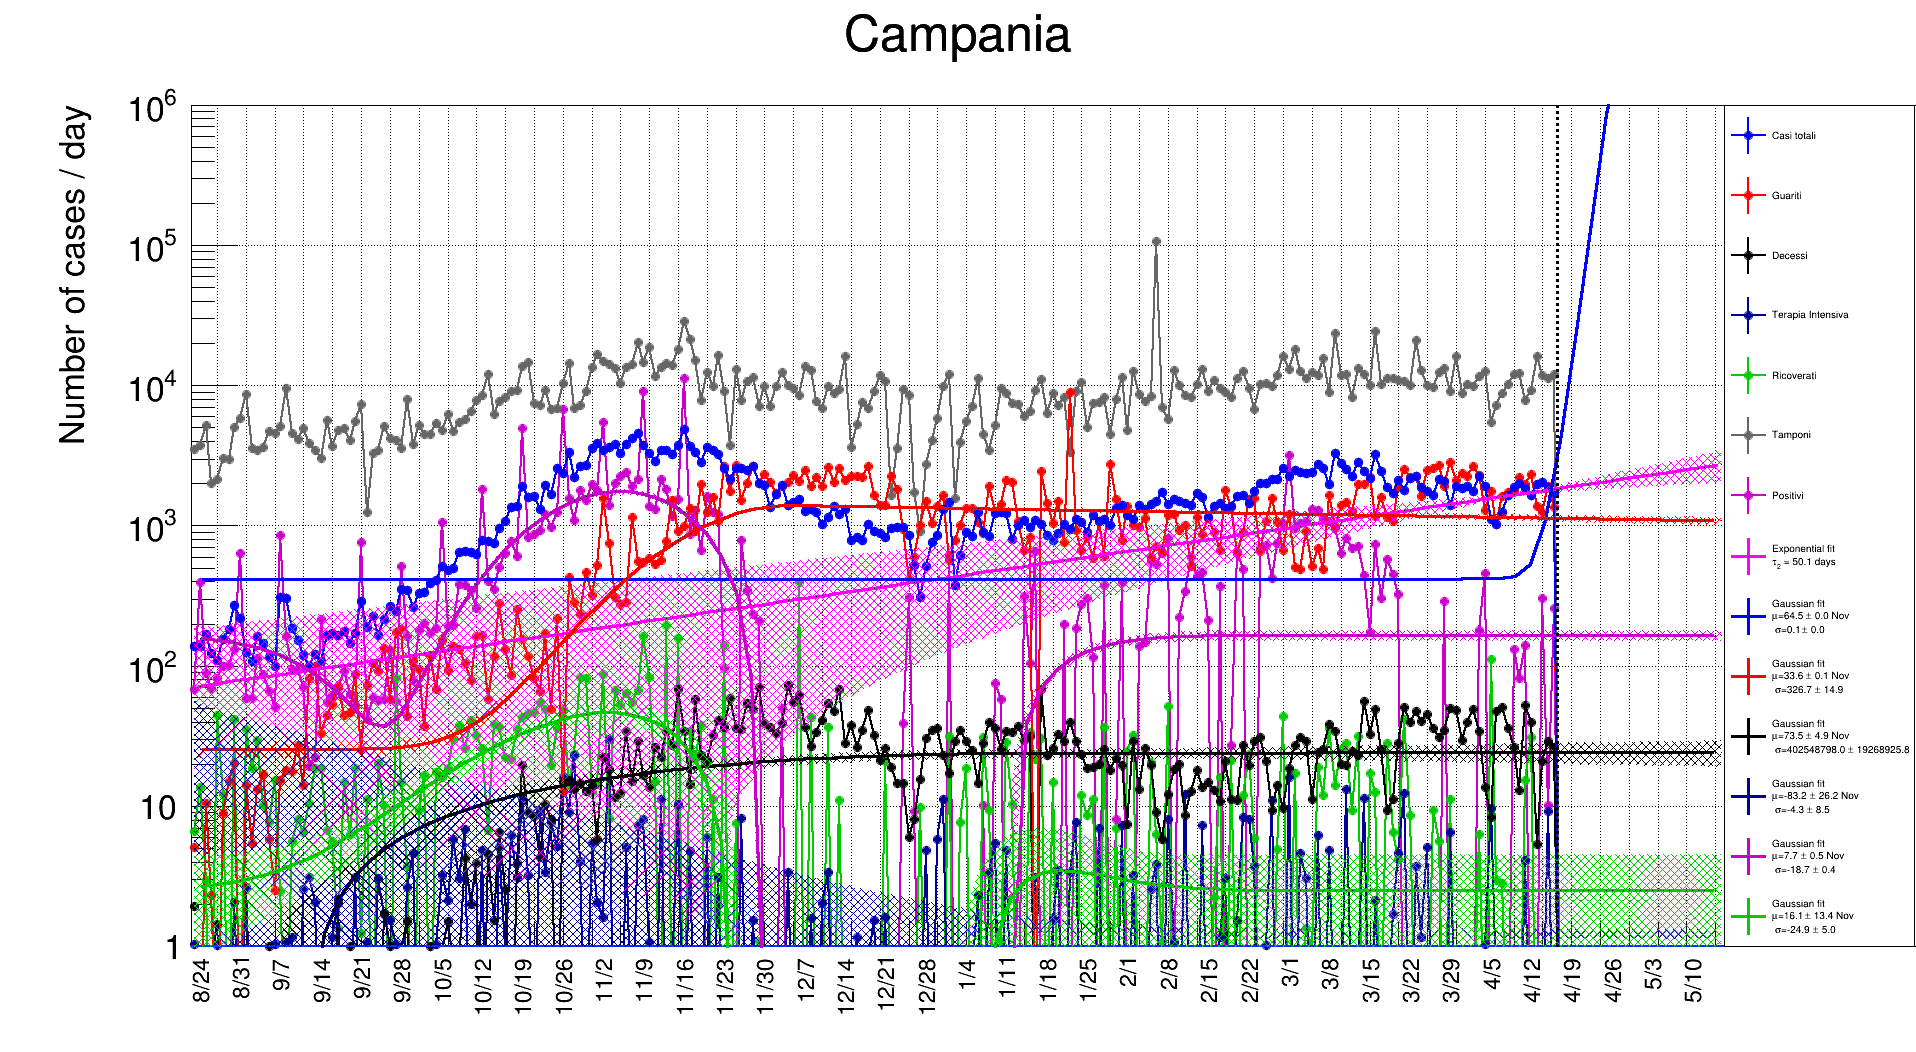 Campania
Number of cases / day
10^6
10^5
10^4
10^3
10^2
10
1
8/24 8/31 9/7 9/14 9/21 9/28 10/5 10/12 10/19 10/26 11/2 11/9 11/16 11/23 11/30 12/7 12/14 12/21 12/28 1/4 1/11 1/18 1/25 2/1 2/8 2/15 2/22 3/1 3/8 3/15 3/22 3/29 4/5 4/12 4/19 4/26 5/3 5/10
Casi totali
Guariti
Decessi
Terapia Intensiva
Ricoverati
Tamponi
Positivi
Exponential fit
τ₂ = 50.1 days
Gaussian fit
μ=64.5 ± 0.0 Nov
σ=0.1± 0.0
Gaussian fit
μ=33.6 ± 0.1 Nov
σ=326.7 ± 14.9
Gaussian fit
μ=73.5 ± 4.9 Nov
σ=402548798.0 ± 19268925.8
Gaussian fit
μ=-83.2 ± 26.2 Nov
σ=-4.3 ± 8.5
Gaussian fit
μ=7.7 ± 0.5 Nov
σ=-18.7 ± 0.4
Gaussian fit
μ=16.1 ± 13.4 Nov
σ=-24.9 ± 5.0